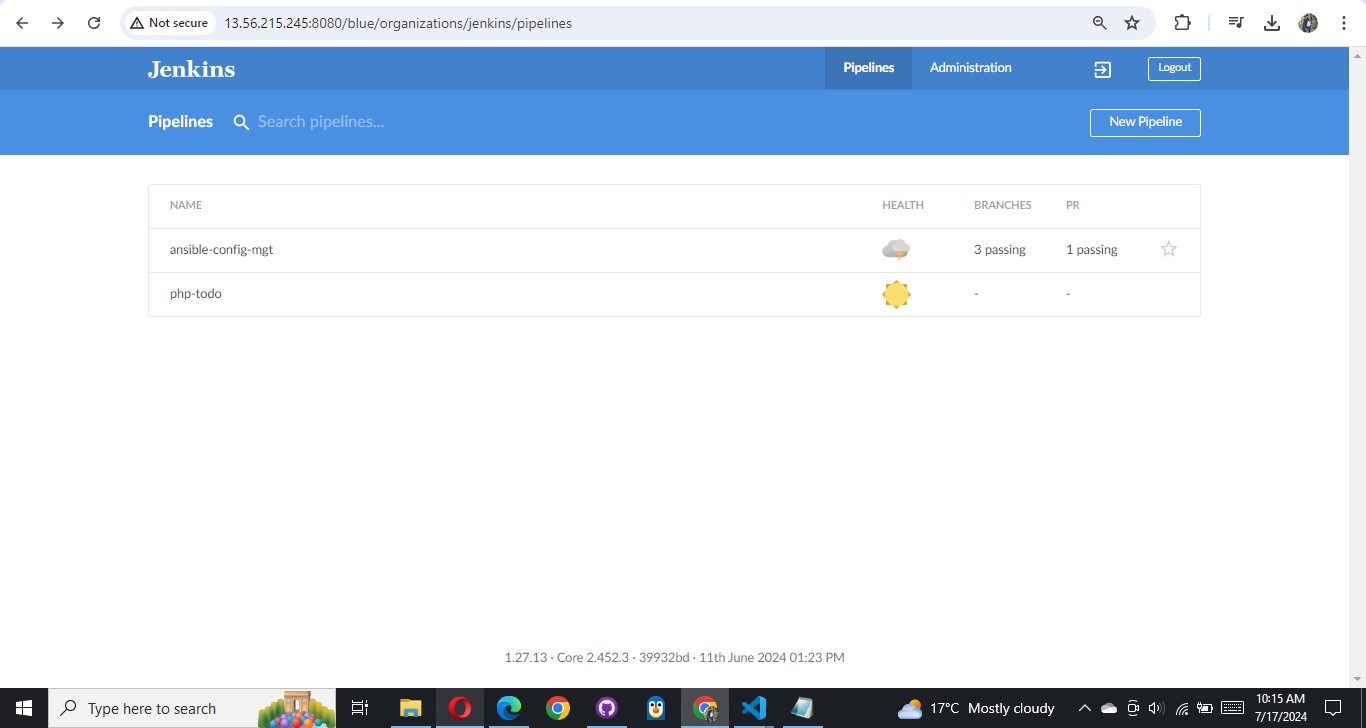 Not secure 13.56.215.245:8080/blue/organizations/jenkins/pipelines
Jenkins Pipelines Administration Logout
Pipelines Search pipelines... New Pipeline
NAME HEALTH BRANCHES PR
ansible-config-mgt 3 passing 1 passing
php-todo - -
1.27.13 · Core 2.452.3 · 39932bd · 11th June 2024 01:23 PM
Type here to search 17°C Mostly cloudy 10:15 AM
7/17/2024